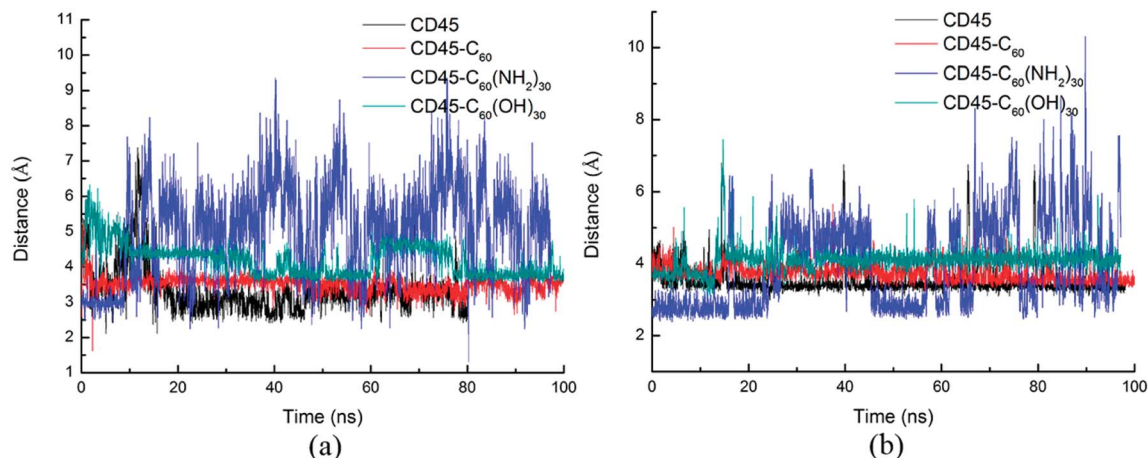 11
10
9
8
7
6
5
4
3
2
1
Distance (Å)
CD45
CD45-C60
CD45-C60(NH2)30
CD45-C60(OH)30
0 20 40 60 80 100
Time (ns)
(a)
10
8
6
4
2
Distance (Å)
CD45
CD45-C60
CD45-C60(NH2)30
CD45-C60(OH)30
0 20 40 60 80 100
Time (ns)
(b)